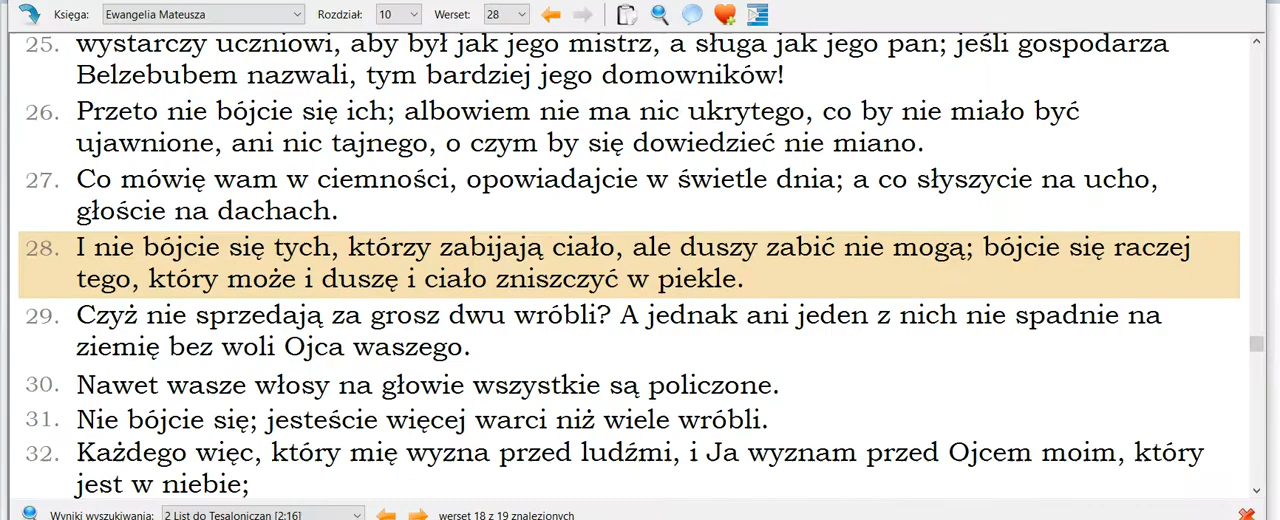 Księga: Ewangelia Mateusza Rozdział: 10 Werset: 28
25. wystarczy uczniowi, aby był jak jego mistrz, a sługa jak jego pan; jeśli gospodarza
Belzebubem nazwali, tym bardziej jego domowników!
26. Przeto nie bójcie się ich; albowiem nie ma nic ukrytego, co by nie miało być
ujawnione, ani nic tajnego, o czym by się dowiedzieć nie miano.
27. Co mówię wam w ciemności, opowiadajcie w świetle dnia; a co słyszycie na ucho,
głoście na dachach.
28. I nie bójcie się tych, którzy zabijają ciało, ale duszy zabić nie mogą; bójcie się raczej
tego, który może i duszę i ciało zniszczyć w piekle.
29. Czyż nie sprzedają za grosz dwu wróbli? A jednak ani jeden z nich nie spadnie na
ziemię bez woli Ojca waszego.
30. Nawet wasze włosy na głowie wszystkie są policzone.
31. Nie bójcie się; jesteście więcej warci niż wiele wróbli.
32. Każdego więc, który mię wyzna przed ludźmi, i Ja wyznam przed Ojcem moim, który
jest w niebie;
Wyniki wyszukiwania: 2 List do Tesaloniczan [2:16] werset 18 z 19 znalezionych